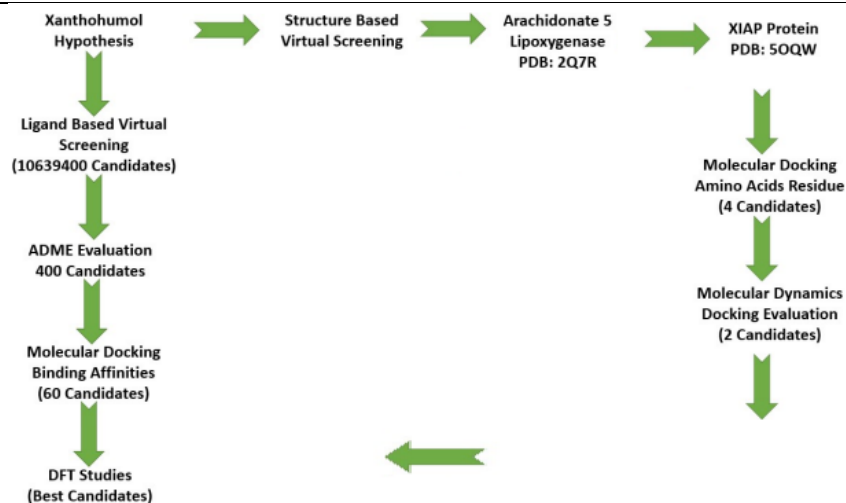 Xanthohumol
Hypothesis
Structure Based
Virtual Screening
Arachidonate 5
Lipoxygenase
PDB: 2Q7R
XIAP Protein
PDB: 5OQW
Ligand Based Virtual
Screening
(10639400 Candidates)
ADME Evaluation
400 Candidates
Molecular Docking
Binding Affinities
(60 Candidates)
DFT Studies
(Best Candidates)
Molecular Docking
Amino Acids Residue
(4 Candidates)
Molecular Dynamics
Docking Evaluation
(2 Candidates)